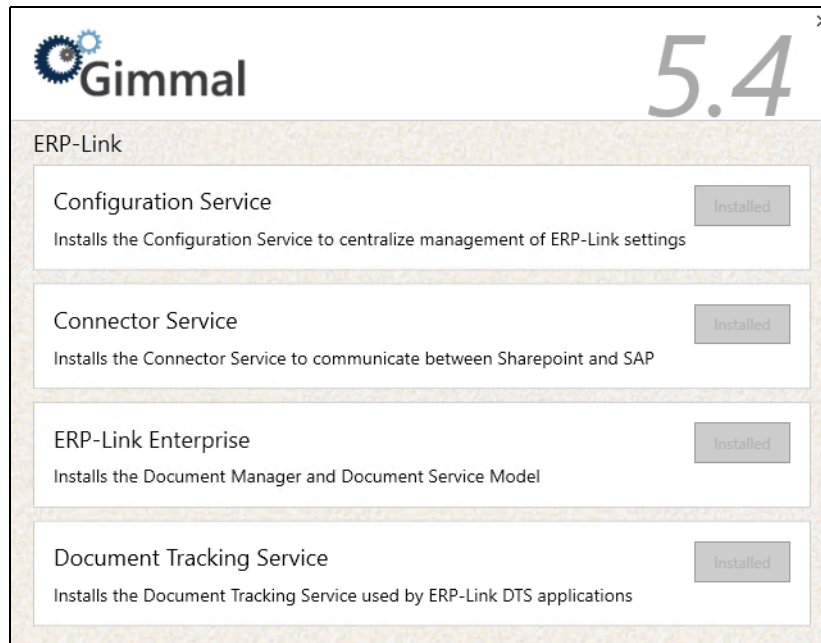 Gimmal
5.4
ERP-Link
Configuration Service
Installed
Installs the Configuration Service to centralize management of ERP-Link settings
Connector Service
Installed
Installs the Connector Service to communicate between Sharepoint and SAP
ERP-Link Enterprise
Installed
Installs the Document Manager and Document Service Model
Document Tracking Service
Installed
Installs the Document Tracking Service used by ERP-Link DTS applications